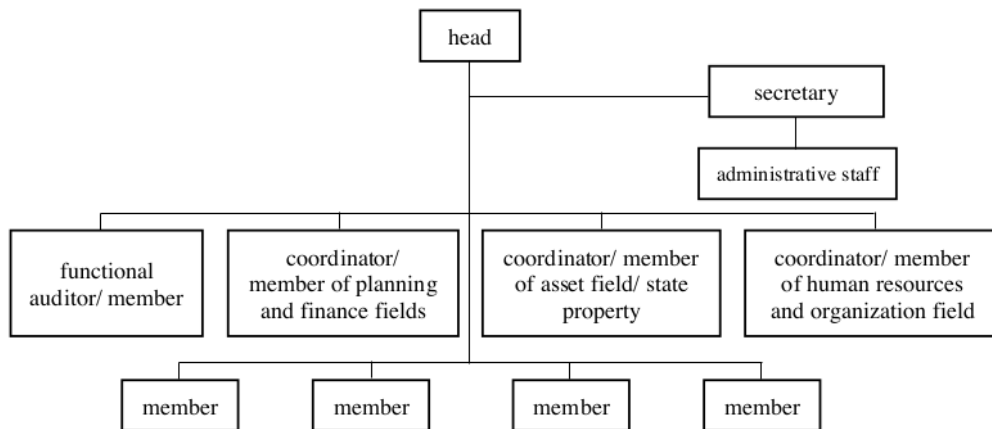 head
secretary
administrative staff
functional
auditor/ member
coordinator/
member of planning
and finance fields
coordinator/ member
of asset field/ state
property
coordinator/ member
of human resources
and organization field
member
member
member
member